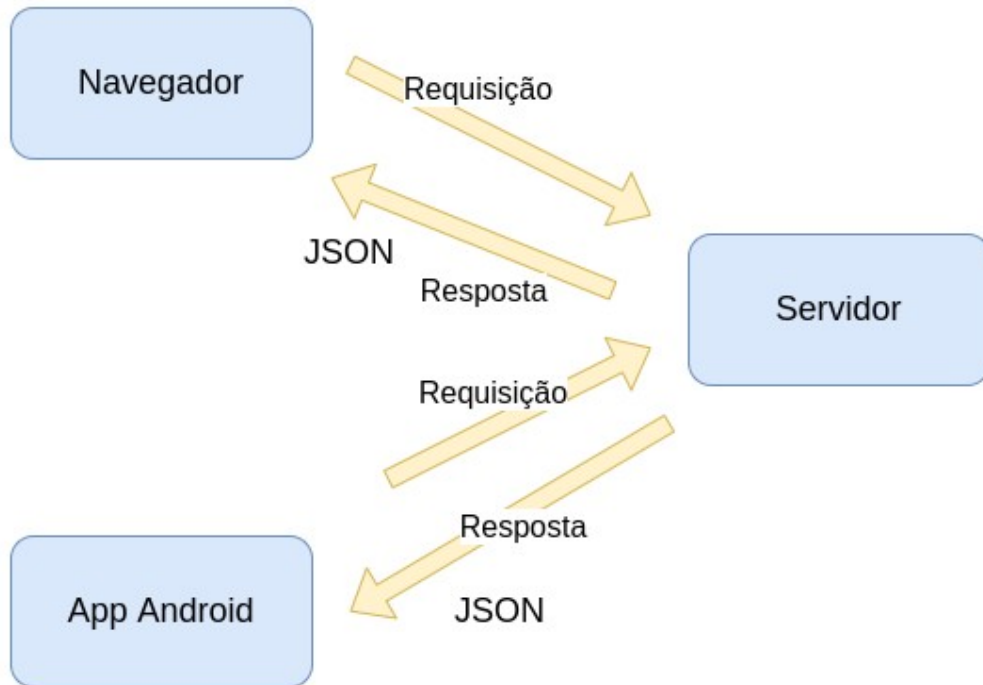 Navegador
Requisição
JSON
Resposta
Servidor
Requisição
Resposta
App Android
JSON